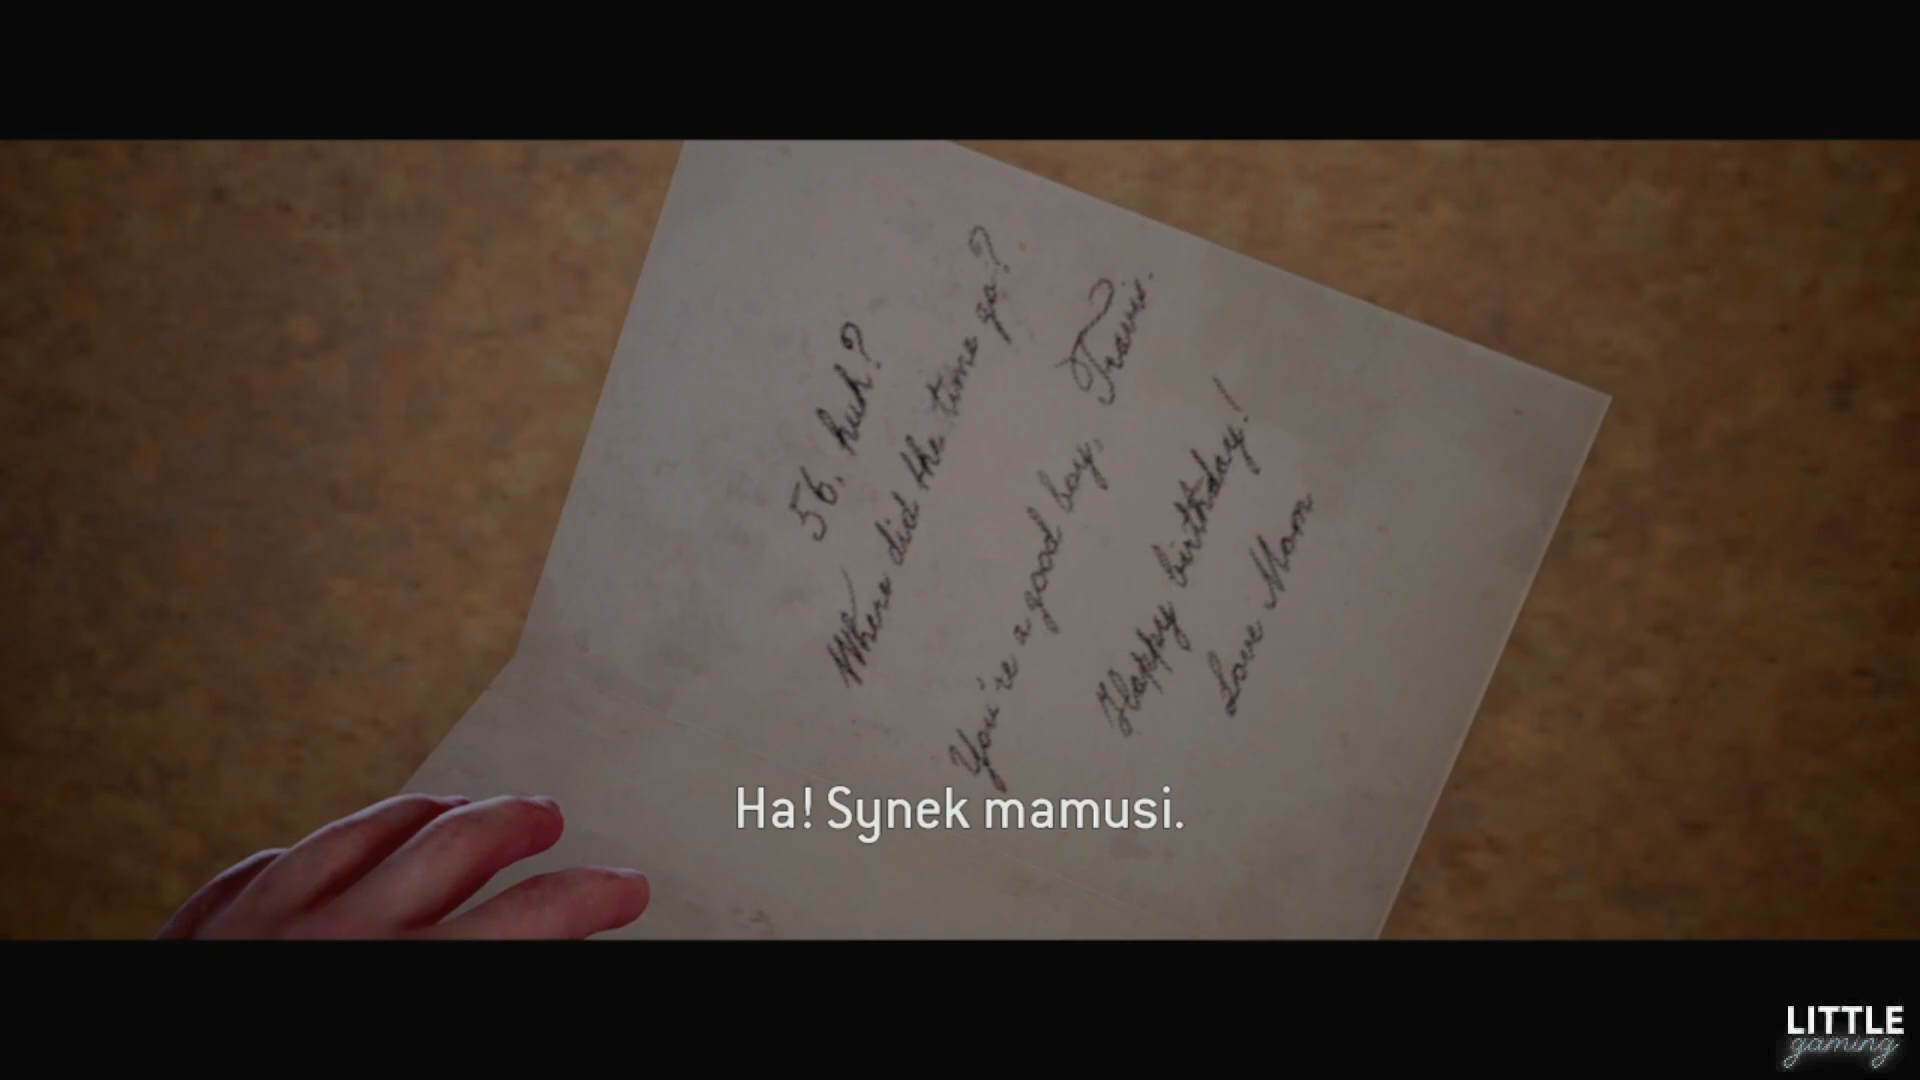 56, huh?
Where did the time go?
You're a good boy, Travis.
Happy birthday!
Love Mom
Ha! Synek mamusi.
LITTLE
gaming